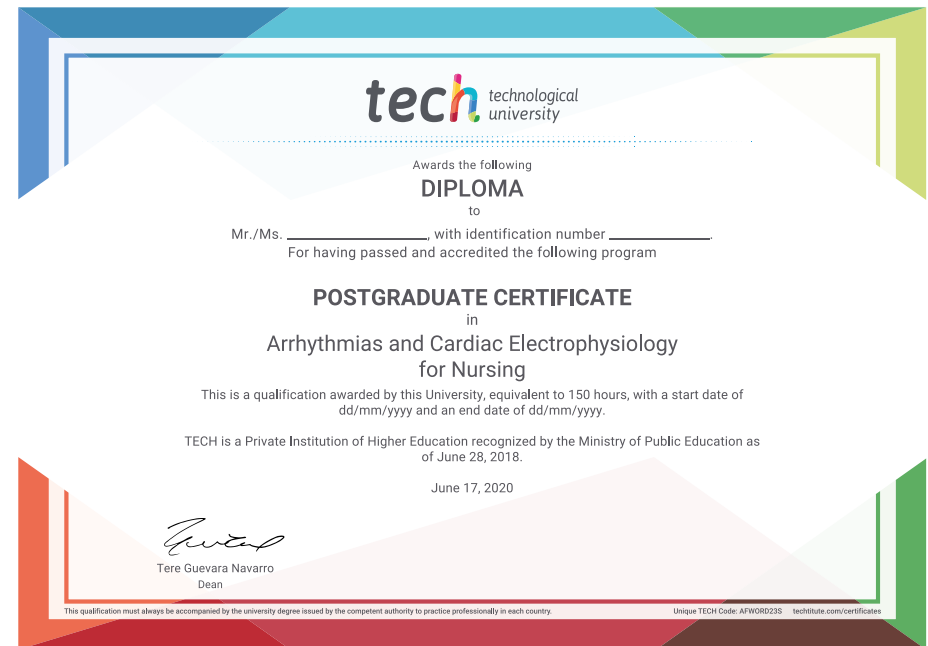 tech technological
university
Awards the following
DIPLOMA
to
Mr./Ms. ____________________, with identification number ______________.
For having passed and accredited the following program
POSTGRADUATE CERTIFICATE
in
Arrhythmias and Cardiac Electrophysiology
for Nursing
This is a qualification awarded by this University, equivalent to 150 hours, with a start date of
dd/mm/yyyy and an end date of dd/mm/yyyy.
TECH is a Private Institution of Higher Education recognized by the Ministry of Public Education as
of June 28, 2018.
June 17, 2020
Tere Guevara Navarro
Dean
This qualification must always be accompanied by the university degree issued by the competent authority to practice professionally in each country.
Unique TECH Code: AFWORD23S techtitute.com/certificates